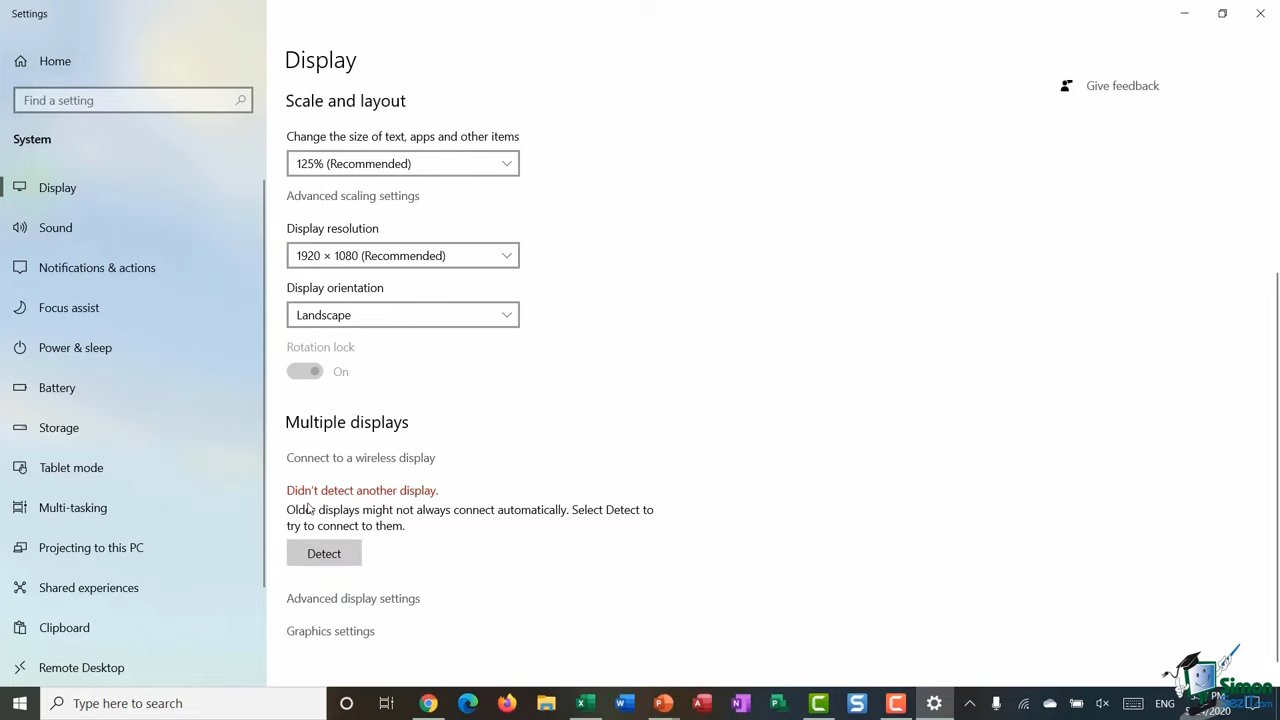 Settings
Home
Find a setting
System
Display
Sound
Notifications & actions
Focus assist
Power & sleep
Battery
Storage
Tablet mode
Multi-tasking
Projecting to this PC
Shared experiences
Clipboard
Remote Desktop
Display
Scale and layout
Change the size of text, apps and other items
125% (Recommended)
Advanced scaling settings
Display resolution
1920 × 1080 (Recommended)
Display orientation
Landscape
Rotation lock
On
Multiple displays
Connect to a wireless display
Didn't detect another display.
Older displays might not always connect automatically. Select Detect to
try to connect to them.
Detect
Advanced display settings
Graphics settings
Give feedback
Type here to search
ENG
PM
2020
Simon